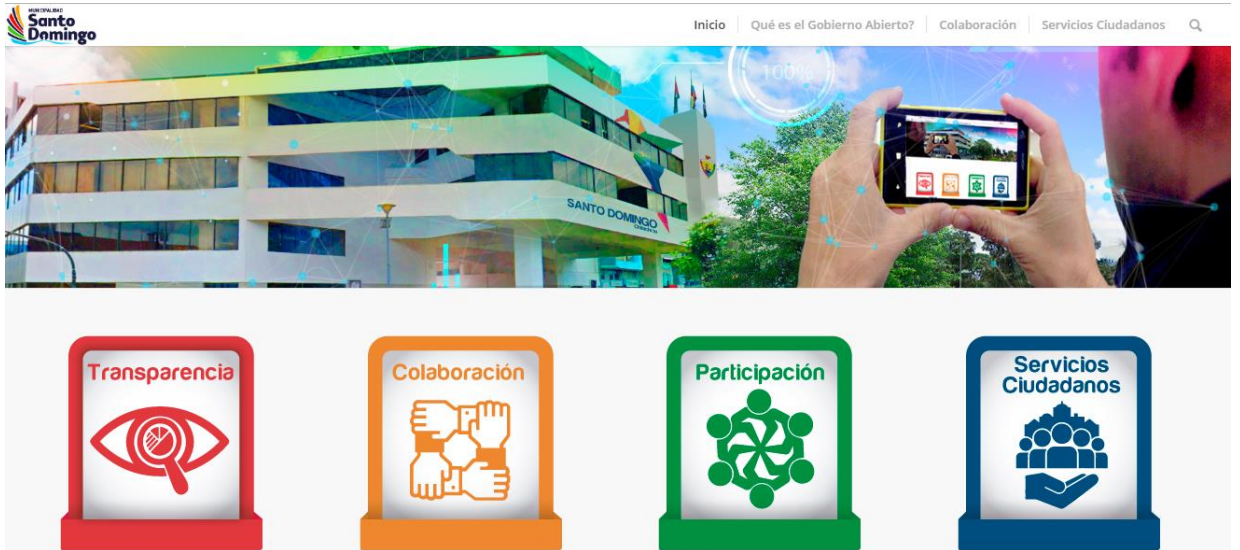 MUNICIPALIDAD
Santo
Domingo
Inicio
Qué es el Gobierno Abierto?
Colaboración
Servicios Ciudadanos
100%
SANTO DOMINGO
Transparencia
Colaboración
Participación
Servicios
Ciudadanos